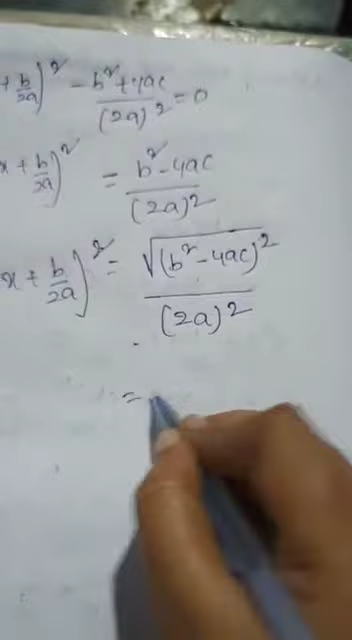 + b/2a)² - b²+4ac/(2a)² = 0
x + b/2a)² = b²-4ac/(2a)²
x + b/2a)² = √(b²-4ac)²/(2a)²
=